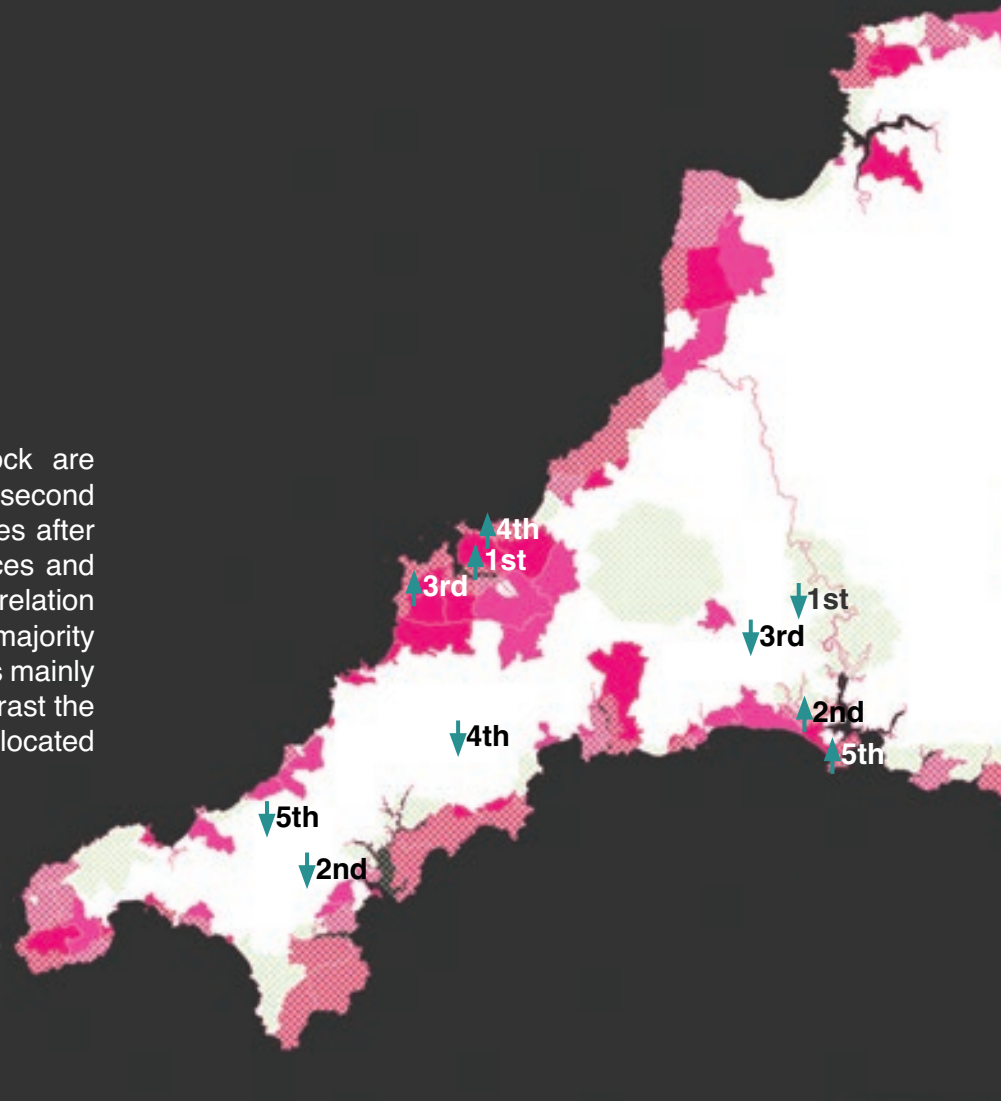 ock are
second
es after
ces and
relation
majority
s mainly
rast the
located
4th
1st
3rd
1st
3rd
2nd
5th
4th
5th
2nd